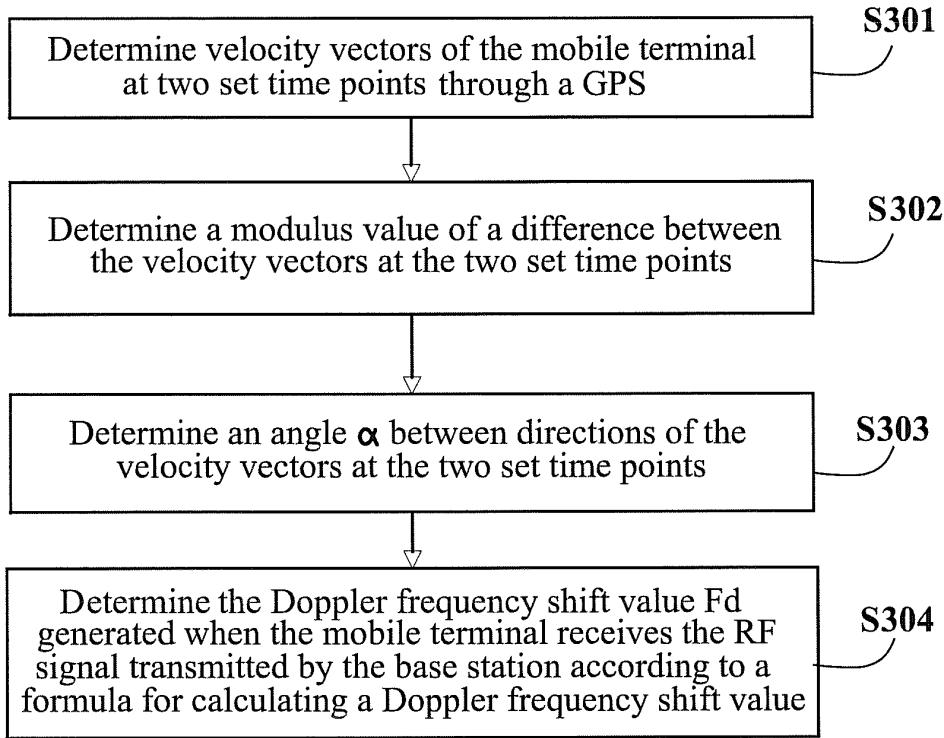 S301
Determine velocity vectors of the mobile terminal
at two set time points through a GPS
S302
Determine a modulus value of a difference between
the velocity vectors at the two set time points
S303
Determine an angle α between directions of the
velocity vectors at the two set time points
S304
Determine the Doppler frequency shift value Fd
generated when the mobile terminal receives the RF
signal transmitted by the base station according to a
formula for calculating a Doppler frequency shift value